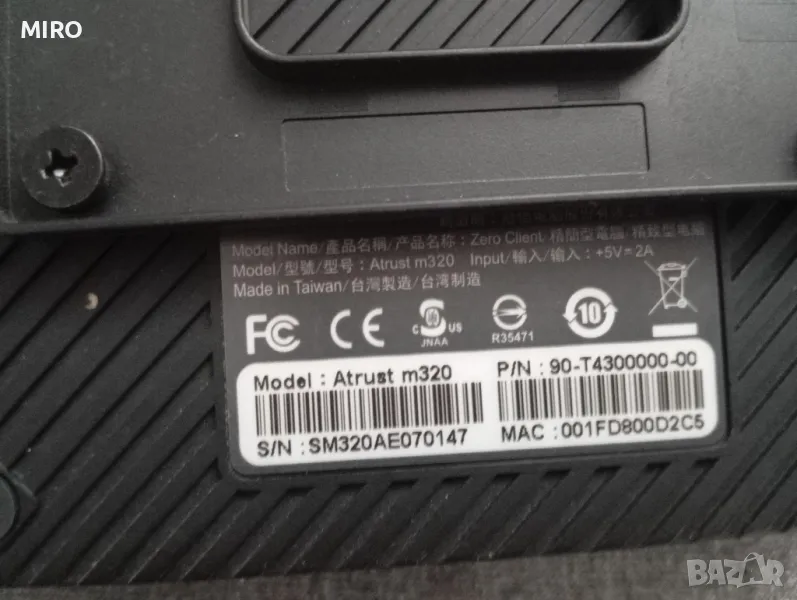 MIRO
Model Name/產品名稱/产品名称：Zero Client/精簡型電腦/精致型电脑
Model/型號/型号：Atrust m320 Input/輸入/输入：+5V⎓2A
Made in Taiwan/台灣製造/台湾制造
FC CE C US 10
JNAA R35471
Model : Atrust m320 P/N : 90-T4300000-00
S/N : SM320AE070147 MAC : 001FD800D2C5
BAZAR